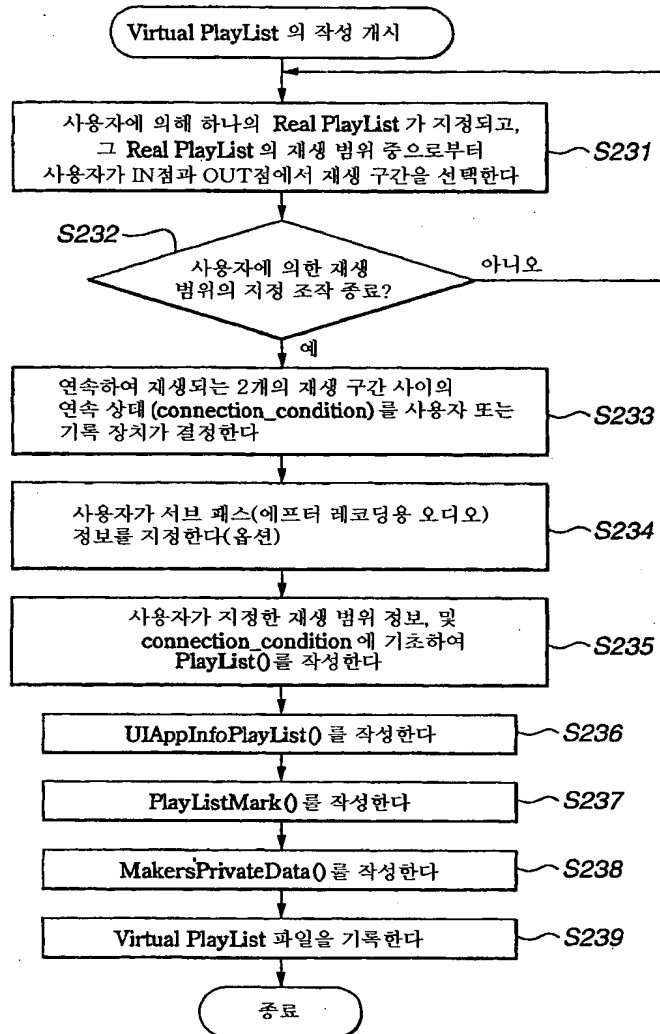 Virtual PlayList 의 작성 개시
사용자에 의해 하나의 Real PlayList 가 지정되고,
그 Real PlayList 의 재생 범위 중으로부터
사용자가 IN점과 OUT점에서 재생 구간을 선택한다
S231
S232
사용자에 의한 재생
범위의 지정 조작 종료?
아니오
예
연속하여 재생되는 2개의 재생 구간 사이의
연속 상태 (connection_condition) 를 사용자 또는
기록 장치가 결정한다
S233
사용자가 서브 패스(에프터 레코딩용 오디오)
정보를 지정한다(옵션)
S234
사용자가 지정한 재생 범위 정보, 및
connection_condition 에 기초하여
PlayList()를 작성한다
S235
UIAppInfoPlayList() 를 작성한다
S236
PlayListMark() 를 작성한다
S237
MakersPrivateData() 를 작성한다
S238
Virtual PlayList 파일을 기록한다
S239
종료